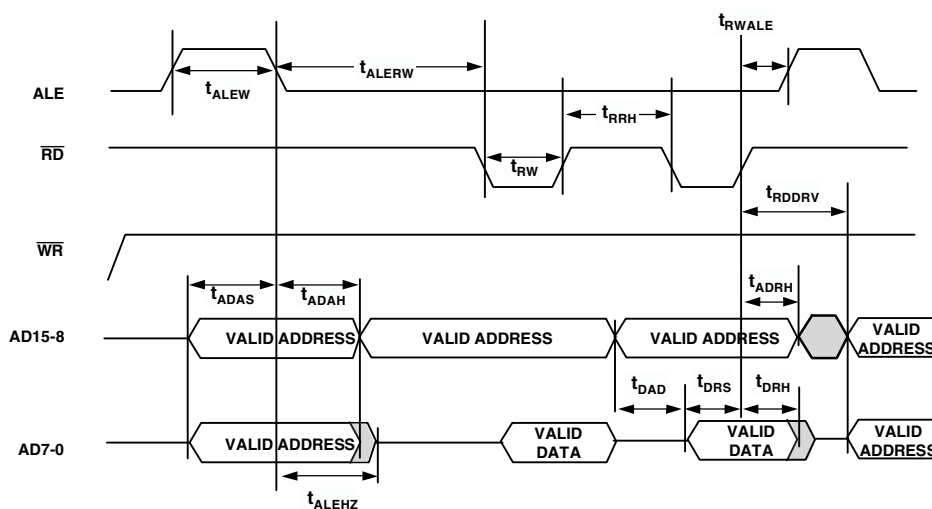 tRWALE
tALERW
tALEW
ALE
tRRH
RD
tRW
tRDDRV
WR
tADAS
tADAH
tADRH
AD15-8
VALID ADDRESS
VALID ADDRESS
VALID ADDRESS
VALID ADDRESS
tDAD
tDRS
tDRH
AD7-0
VALID ADDRESS
VALID DATA
VALID DATA
VALID ADDRESS
tALEHZ